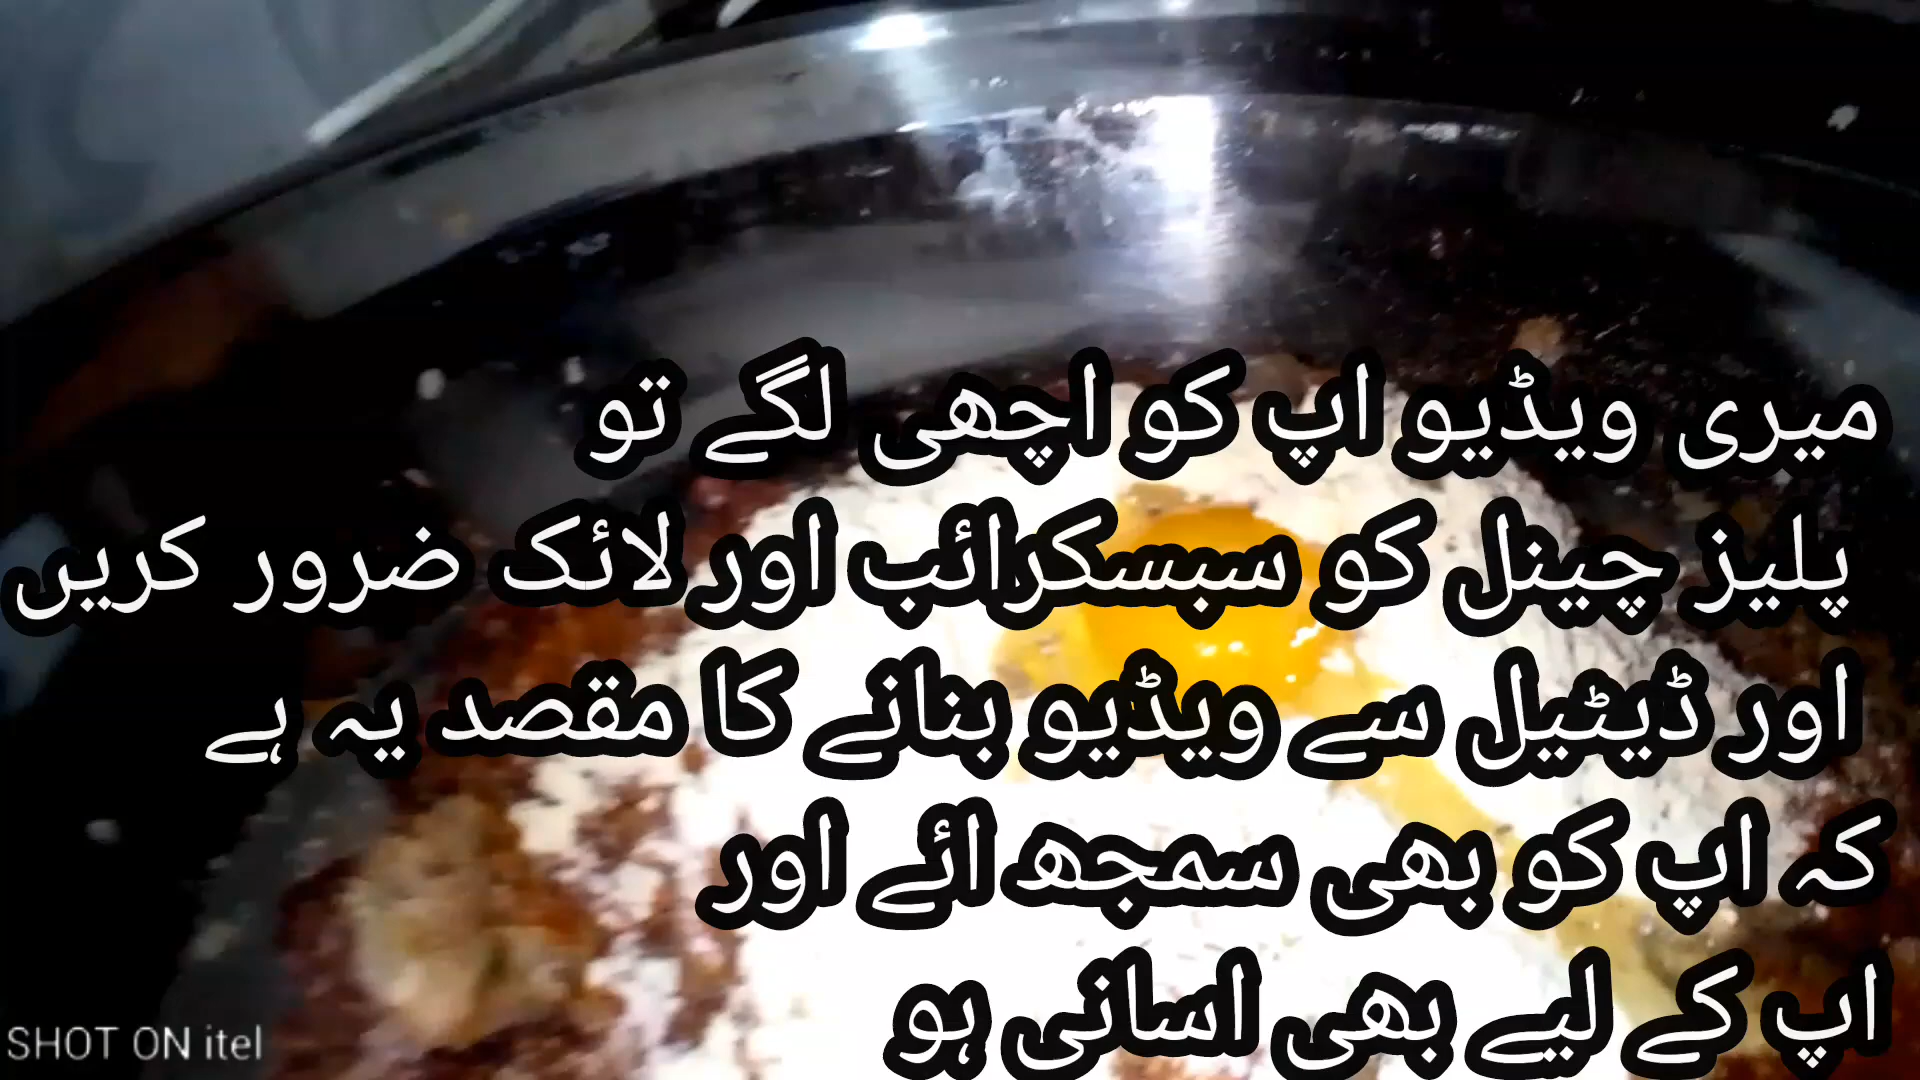 میری ویڈیو اپ کو اچھی لگے تو
پلیز چینل کو سبسکرائب اور لائک ضرور کریں
اور ڈیٹیل سے ویڈیو بنانے کا مقصد یہ ہے
کہ اپ کو بھی سمجھ ائے اور
اپ کے لیے بھی اسانی ہو
SHOT ON itel